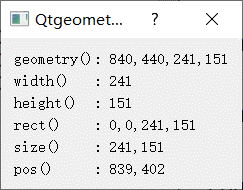 Qtgeomet... ? ×
geometry(): 840,440,241,151
width()   : 241
height()  : 151
rect()    : 0,0,241,151
size()    : 241,151
pos()     : 839,402